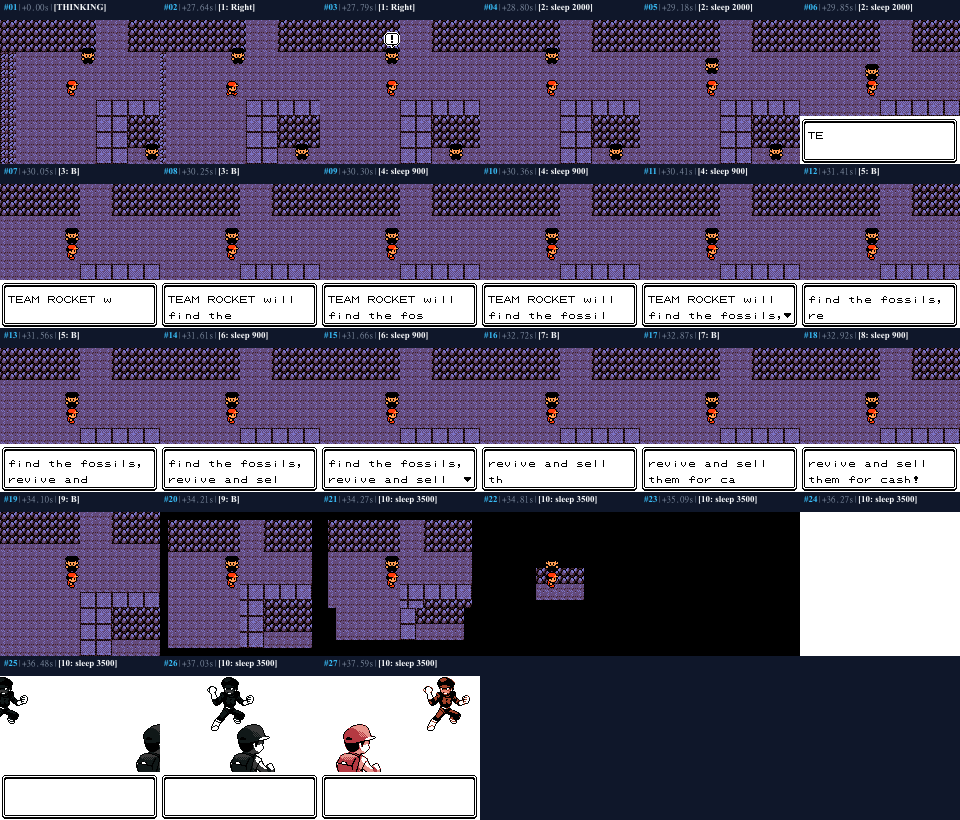 #01|+0.00s|[THINKING]
#02|+27.64s|[1: Right]
#03|+27.79s|[1: Right]
#04|+28.80s|[2: sleep 2000]
#05|+29.18s|[2: sleep 2000]
#06|+29.85s|[2: sleep 2000]
!
TE
#07|+30.05s|[3: B]
#08|+30.25s|[3: B]
#09|+30.30s|[4: sleep 900]
#10|+30.36s|[4: sleep 900]
#11|+30.41s|[4: sleep 900]
#12|+31.41s|[5: B]
TEAM ROCKET w
TEAM ROCKET will
find the
TEAM ROCKET will
find the fos
TEAM ROCKET will
find the fossil
TEAM ROCKET will
find the fossils,
find the fossils,
re
#13|+31.56s|[5: B]
#14|+31.61s|[6: sleep 900]
#15|+31.66s|[6: sleep 900]
#16|+32.72s|[7: B]
#17|+32.87s|[7: B]
#18|+32.92s|[8: sleep 900]
find the fossils,
revive and
find the fossils,
revive and sel
find the fossils,
revive and sell
revive and sell
th
revive and sell
them for ca
revive and sell
them for cash!
#19|+34.10s|[9: B]
#20|+34.21s|[9: B]
#21|+34.27s|[10: sleep 3500]
#22|+34.81s|[10: sleep 3500]
#23|+35.09s|[10: sleep 3500]
#24|+36.27s|[10: sleep 3500]
#25|+36.48s|[10: sleep 3500]
#26|+37.03s|[10: sleep 3500]
#27|+37.59s|[10: sleep 3500]